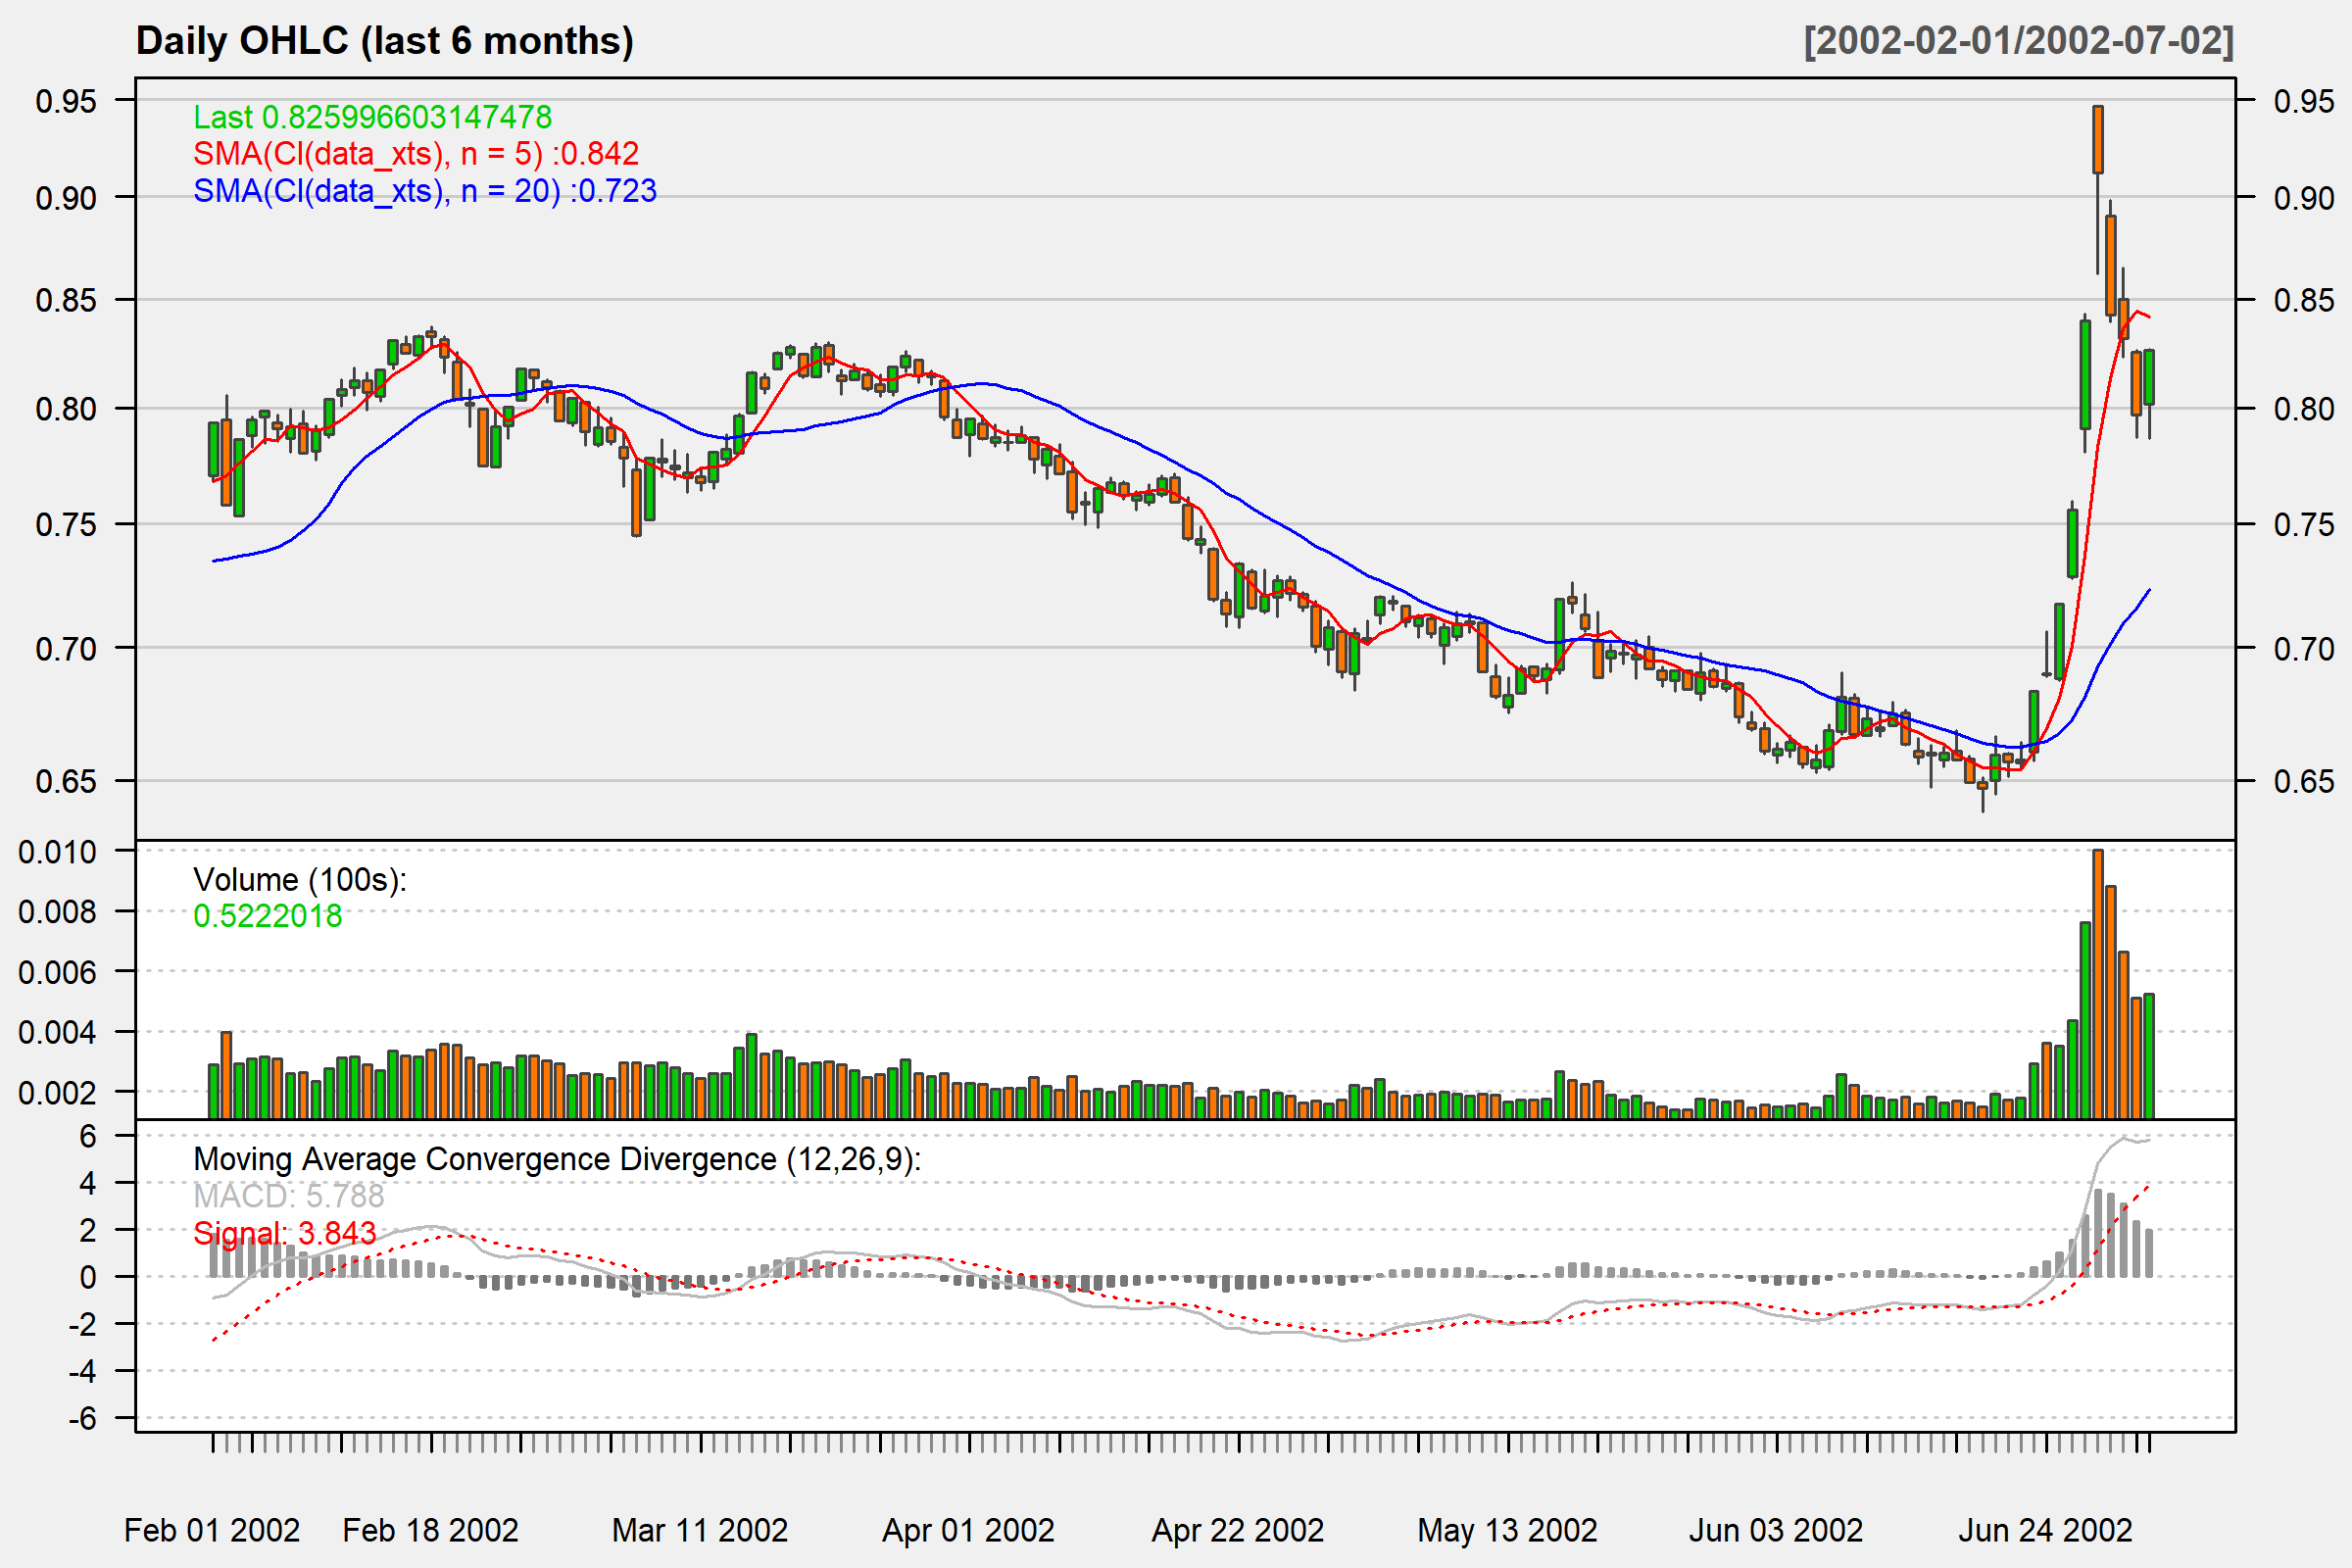 Daily OHLC (last 6 months) [2002-02-01/2002-07-02]
Last 0.825996603147478
SMA(Cl(data_xts), n = 5) :0.842
SMA(Cl(data_xts), n = 20) :0.723
0.95 0.95
0.90 0.90
0.85 0.85
0.80 0.80
0.75 0.75
0.70 0.70
0.65 0.65
Volume (100s):
0.5222018
0.010
0.008
0.006
0.004
0.002
Moving Average Convergence Divergence (12,26,9):
MACD: 5.788
Signal: 3.843
6
4
2
0
-2
-4
-6
Feb 01 2002 Feb 18 2002 Mar 11 2002 Apr 01 2002 Apr 22 2002 May 13 2002 Jun 03 2002 Jun 24 2002